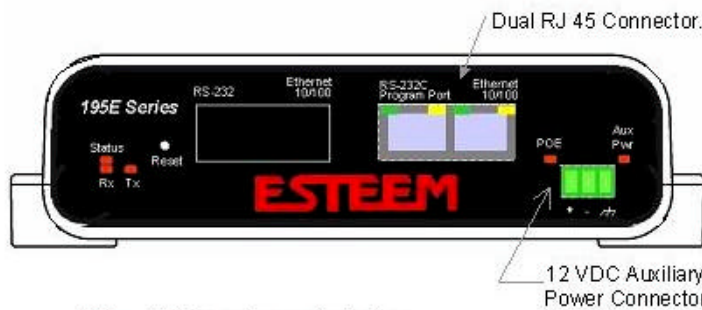 Dual RJ 45 Connector.
RS-232
Ethernet
10/100
RS-232C
Program Port
Ethernet
10/100
195E Series
Status
Rx Tx
Reset
POE
Aux
Pwr
ESTEEM
+ -
12 VDC Auxiliary
Power Connector